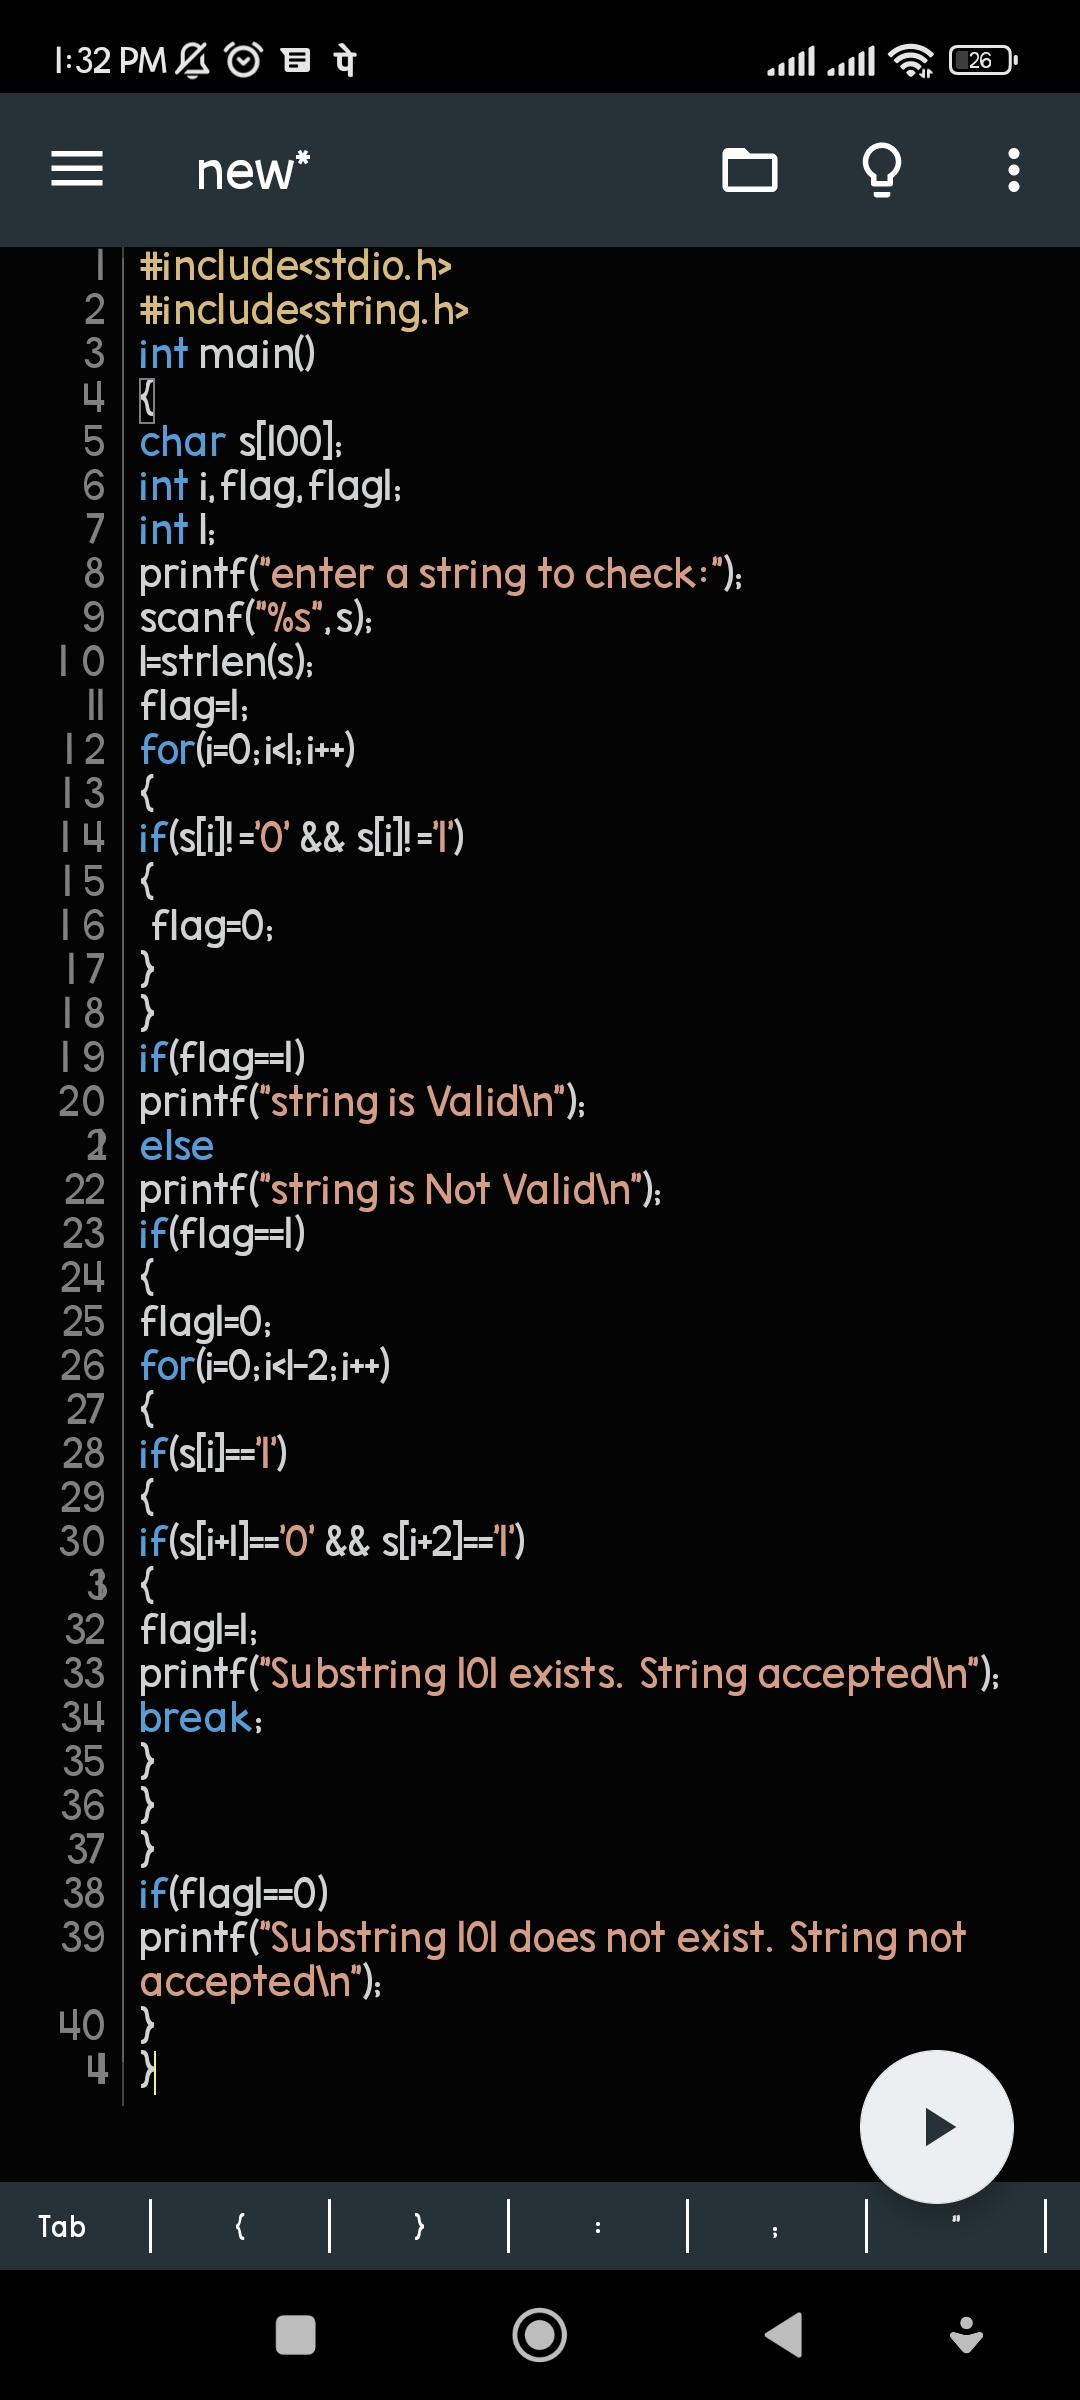 1:32 PM पे 26
new*
1 #include<stdio.h>
2 #include<string.h>
3 int main()
4 {
5 char s[100];
6 int i,flag,flag1;
7 int l;
8 printf("enter a string to check:");
9 scanf("%s",s);
10 l=strlen(s);
11 flag=1;
12 for(i=0;i<l;i++)
13 {
14 if(s[i]!='0' && s[i]!='1')
15 {
16  flag=0;
17 }
18 }
19 if(flag==1)
20 printf("string is Valid\n");
21 else
22 printf("string is Not Valid\n");
23 if(flag==1)
24 {
25 flag1=0;
26 for(i=0;i<l-2;i++)
27 {
28 if(s[i]=='1')
29 {
30 if(s[i+1]=='0' && s[i+2]=='1')
31 {
32 flag1=1;
33 printf("Substring 101 exists. String accepted\n");
34 break;
35 }
36 }
37 }
38 if(flag1==0)
39 printf("Substring 101 does not exist. String not
accepted\n");
40 }
41 }
Tab { } : ; "